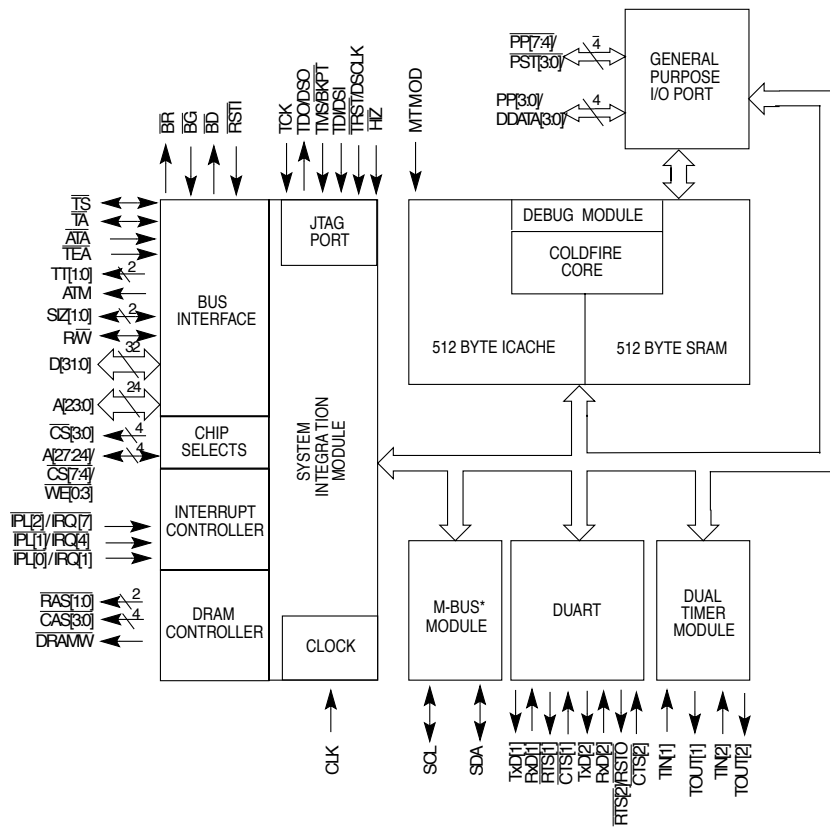 PP[7:4]/
PST[3:0]/
4
GENERAL
PURPOSE
I/O PORT
PP[3:0]/
DDATA[3:0]/
4
BR
BG
BD
RSTI
TCK
TDO/DSO
TMS/BKPT
TDI/DSI
TRST/DSCLK
HIZ
MTMOD
TS
TA
ATA
TEA
TT[1:0]
2
ATM
SIZ[1:0]
2
R/W
D[31:0]
32
A[23:0]
24
CS[3:0]
4
A[27:24]/
4
CS[7:4]/
WE[0:3]
IPL[2]/IRQ[7]
IPL[1]/IRQ[4]
IPL[0]/IRQ[1]
RAS[1:0]
2
CAS[3:0]
4
DRAMW
BUS
INTERFACE
CHIP
SELECTS
INTERRUPT
CONTROLLER
DRAM
CONTROLLER
JTAG
PORT
SYSTEM
INTEGRATION
MODULE
CLOCK
CLK
DEBUG MODULE
COLDFIRE
CORE
512 BYTE ICACHE
512 BYTE SRAM
M-BUS*
MODULE
DUART
DUAL
TIMER
MODULE
SCL
SDA
TxD[1]
RxD[1]
RTS[1]
CTS[1]
TxD[2]
RxD[2]
RTS[2]/RSTO
CTS[2]
TIN[1]
TOUT[1]
TIN[2]
TOUT[2]